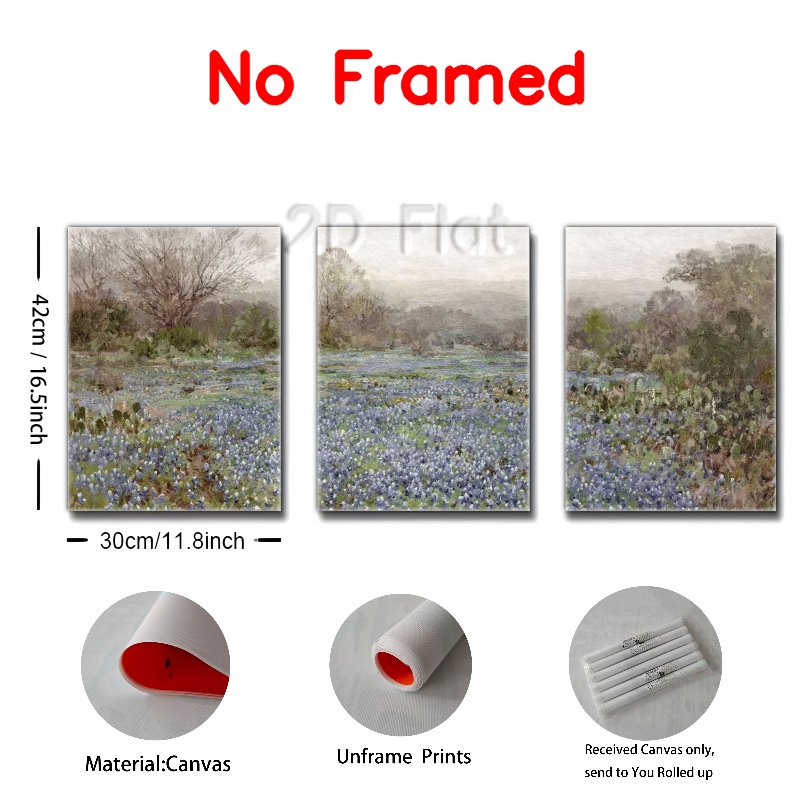 No Framed
2D Flat
42cm / 16.5inch
30cm/11.8inch
Material:Canvas
Unframe Prints
Received Canvas only,
send to You Rolled up